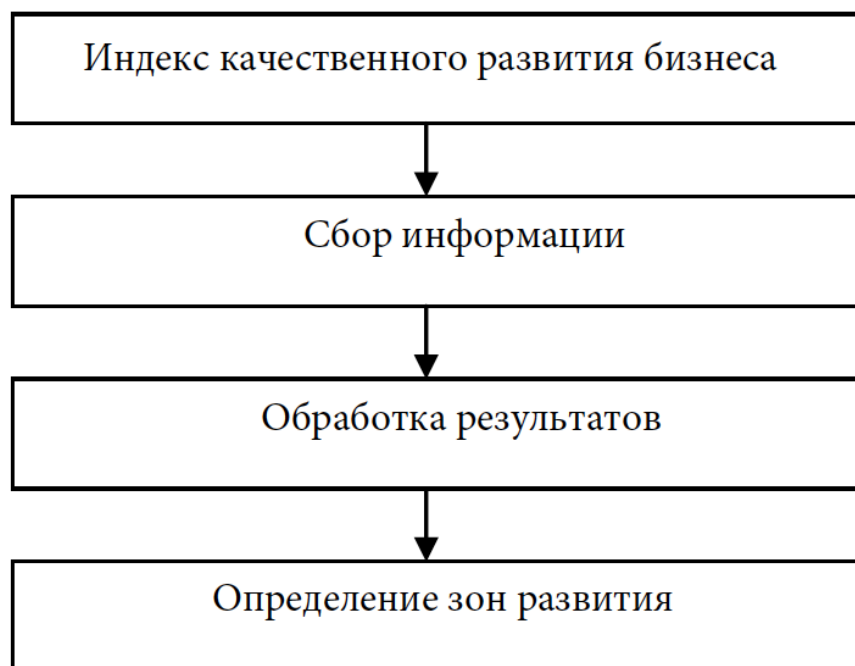 Индекс качественного развития бизнеса
Сбор информации
Обработка результатов
Определение зон развития